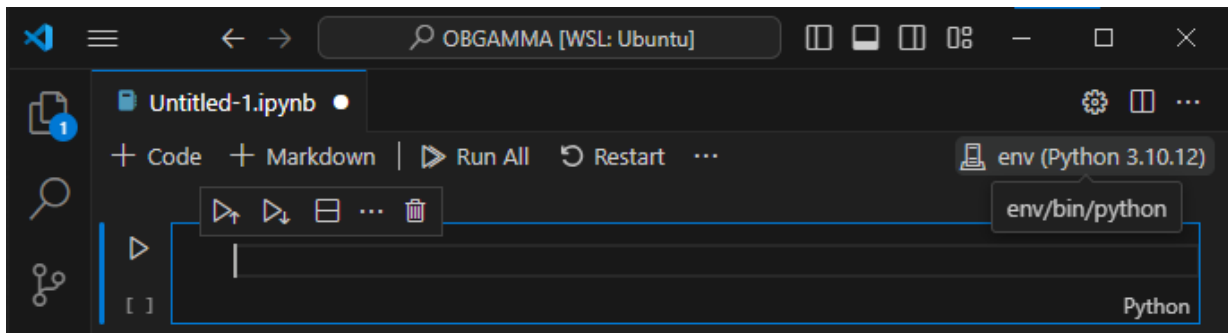 OBGAMMA [WSL: Ubuntu]
Untitled-1.ipynb
1
+ Code + Markdown | Run All Restart ...
env (Python 3.10.12)
env/bin/python
[ ]
Python